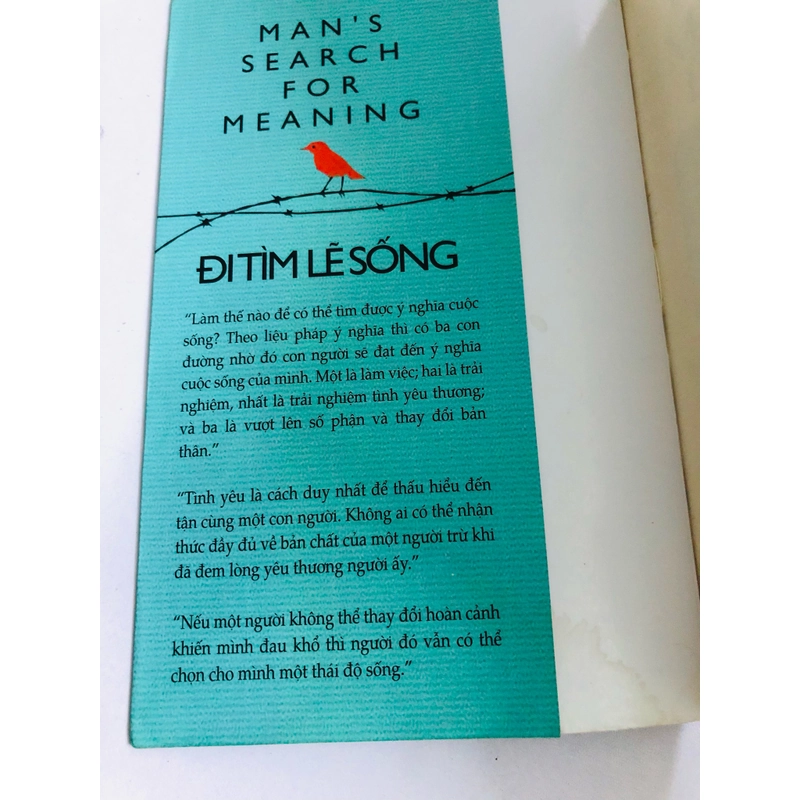 MAN'S
SEARCH
FOR
MEANING
ĐI TÌM LẼ SỐNG
“Làm thế nào để có thể tìm được ý nghĩa cuộc
sống? Theo liệu pháp ý nghĩa thì có ba con
đường nhờ đó con người sẽ đạt đến ý nghĩa
cuộc sống của mình. Một là làm việc; hai là trải
nghiệm, nhất là trải nghiệm tình yêu thương;
và ba là vượt lên số phận và thay đổi bản
thân.”
“Tình yêu là cách duy nhất để thấu hiểu đến
tận cùng một con người. Không ai có thể nhận
thức đầy đủ về bản chất của một người trừ khi
đã đem lòng yêu thương người ấy.”
“Nếu một người không thể thay đổi hoàn cảnh
khiến mình đau khổ thì người đó vẫn có thể
chọn cho mình một thái độ sống.”